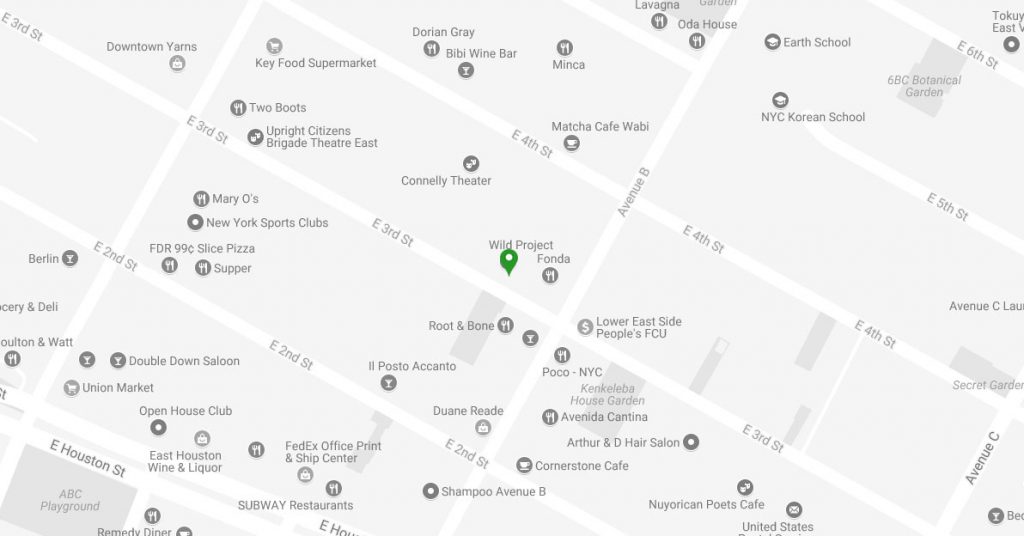 Lavagna
Garden
Oda House
Tokuy
East V
E 3rd St
Downtown Yarns
Key Food Supermarket
Dorian Gray
Bibi Wine Bar
Minca
Earth School
E 6th St
6BC Botanical
Garden
NYC Korean School
Two Boots
E 3rd St
Upright Citizens
Brigade Theatre East
E 4th St
Matcha Cafe Wabi
Connelly Theater
Avenue B
Mary O's
New York Sports Clubs
E 5th St
E 3rd St
E 4th St
E 2nd St
Berlin
FDR 99¢ Slice Pizza
Supper
Wild Project
Fonda
cery & Deli
Avenue C Lau
Root & Bone
Lower East Side
People's FCU
E 4th St
oulton & Watt
Double Down Saloon
E 2nd St
Il Posto Accanto
Poco - NYC
Union Market
Kenkeleba
House Garden
Secret Garden
St
Open House Club
Duane Reade
Avenida Cantina
E 3rd St
E Houston St
East Houston
Wine & Liquor
FedEx Office Print
& Ship Center
E 2nd St
Arthur & D Hair Salon
Avenue C
Cornerstone Cafe
ABC
Playground
SUBWAY Restaurants
Shampoo Avenue B
Nuyorican Poets Cafe
Remedy Diner
E Hous
United States
Bed